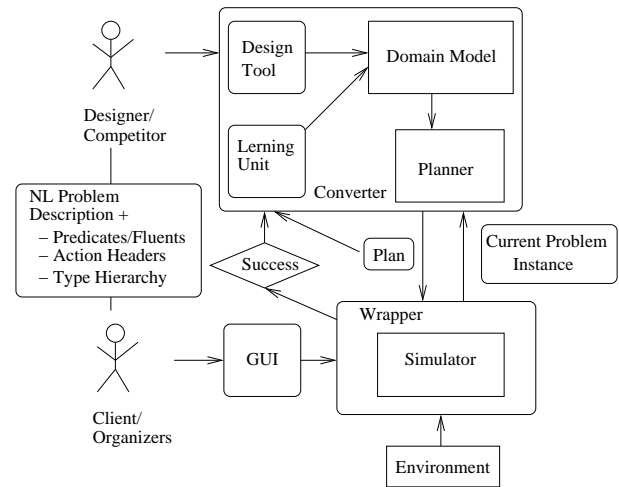 Design
Tool
Domain Model
Designer/
Competitor
Lerning
Unit
Planner
Converter
NL Problem
Description +
– Predicates/Fluents
– Action Headers
– Type Hierarchy
Success
Plan
Current Problem
Instance
Wrapper
GUI
Simulator
Client/
Organizers
Environment